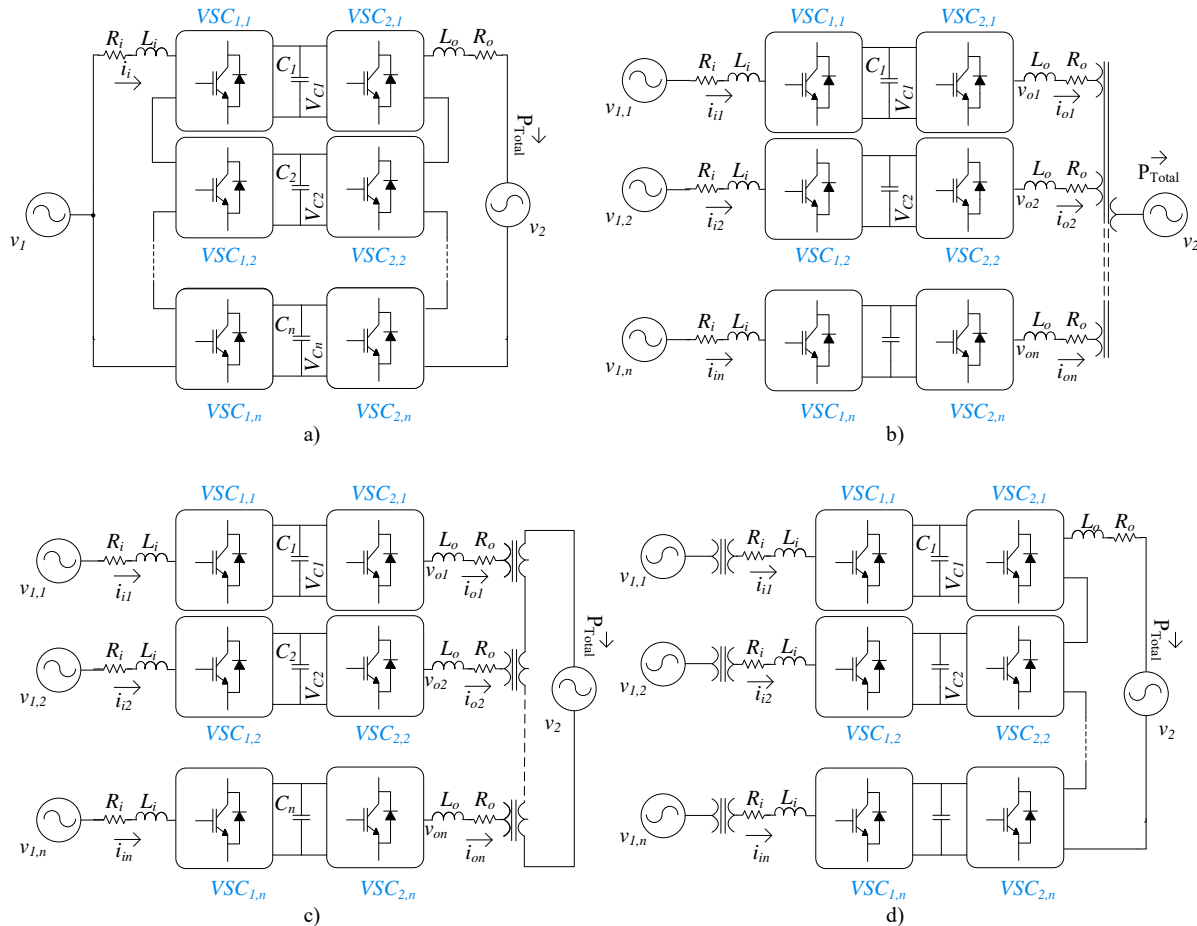 VSC1,1 VSC2,1
Ri Li Lo Ro
ii C1 VC1
PTotal
C2 VC2
v1 v2
VSC1,2 VSC2,2
Cn VCn
VSC1,n VSC2,n
a)
VSC1,1 VSC2,1
Ri Li C1 Lo Ro
v1,1 ii1 VC1 vo1 io1
Ri Li Lo Ro
PTotal
v1,2 ii2 VC2 vo2 io2
v2
VSC1,2 VSC2,2
Ri Li Lo Ro
v1,n iin von ion
VSC1,n VSC2,n
b)
VSC1,1 VSC2,1
Ri Li C1 Lo Ro
v1,1 ii1 VC1 vo1 io1
PTotal
Ri Li C2 Lo Ro
v1,2 ii2 VC2 vo2 io2
v2
VSC1,2 VSC2,2
Ri Li Cn Lo Ro
v1,n iin von ion
VSC1,n VSC2,n
c)
VSC1,1 VSC2,1
Lo Ro
Ri Li C1
v1,1 ii1 VC1
PTotal
Ri Li
v1,2 ii2 VC2
v2
VSC1,2 VSC2,2
Ri Li
v1,n iin
VSC1,n VSC2,n
d)